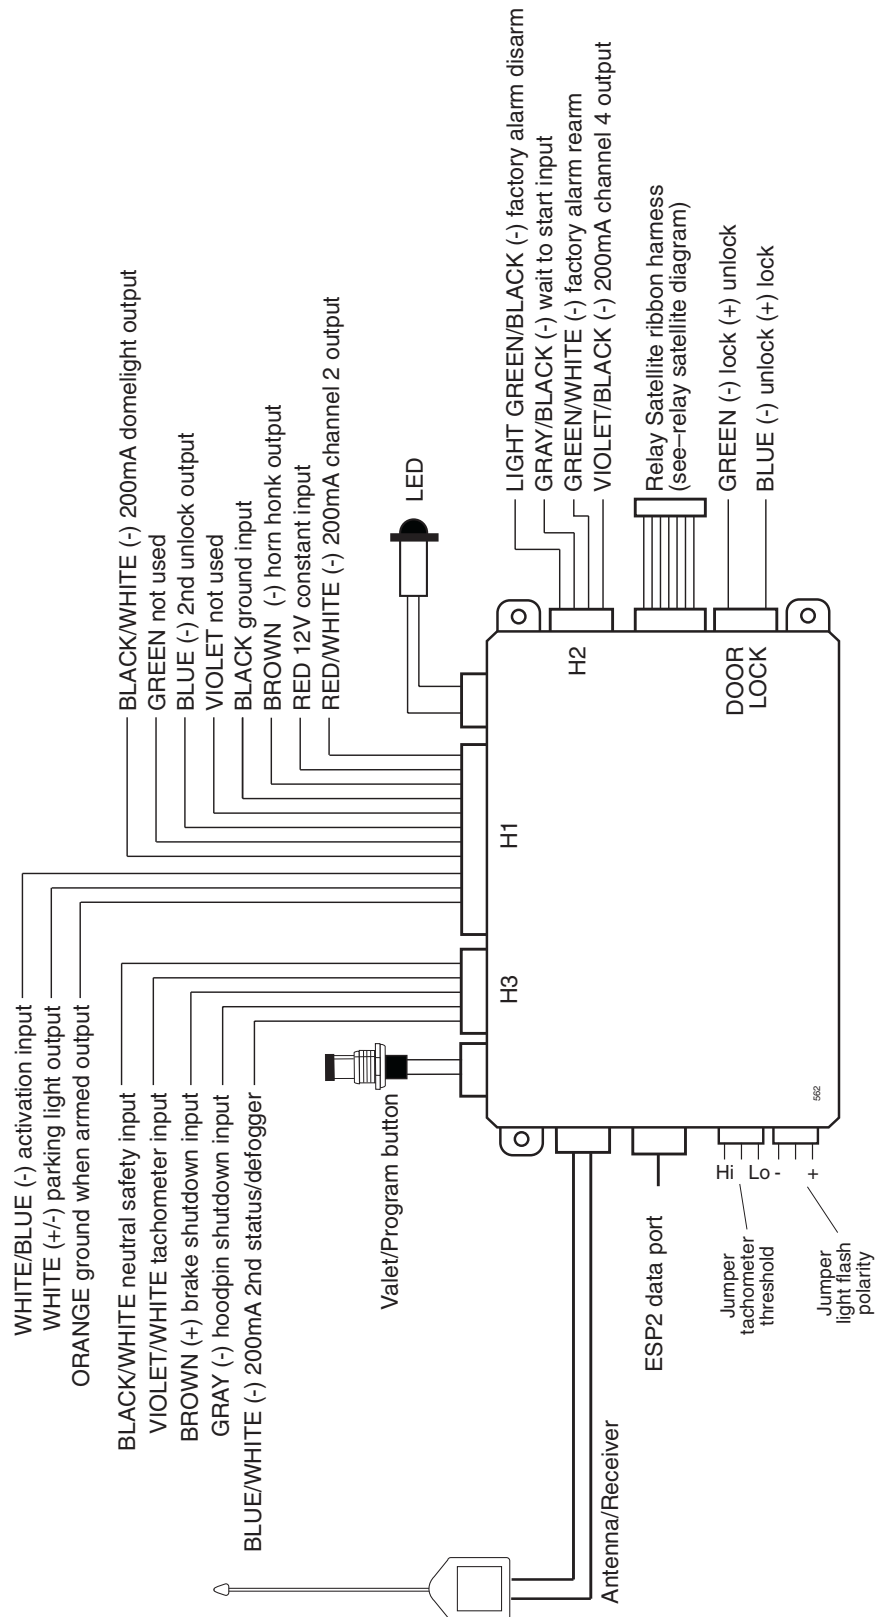 WHITE/BLUE (-) activation input
WHITE (+/-) parking light output
ORANGE ground when armed output
BLACK/WHITE neutral safety input
VIOLET/WHITE tachometer input
BROWN (+) brake shutdown input
GRAY (-) hoodpin shutdown input
BLUE/WHITE (-) 200mA 2nd status/defogger
BLACK/WHITE (-) 200mA domelight output
GREEN not used
BLUE (-) 2nd unlock output
VIOLET not used
BLACK ground input
BROWN (-) horn honk output
RED 12V constant input
RED/WHITE (-) 200mA channel 2 output
Valet/Program button
LED
H3
H1
H2
LIGHT GREEN/BLACK (-) factory alarm disarm
GRAY/BLACK (-) wait to start input
GREEN/WHITE (-) factory alarm rearm
VIOLET/BLACK (-) 200mA channel 4 output
Relay Satellite ribbon harness
(see–relay satellite diagram)
DOOR
LOCK
GREEN (-) lock (+) unlock
BLUE (-) unlock (+) lock
Antenna/Receiver
ESP2 data port
Hi
Lo
-
+
Jumper
tachometer
threshold
Jumper
light flash
polarity
562